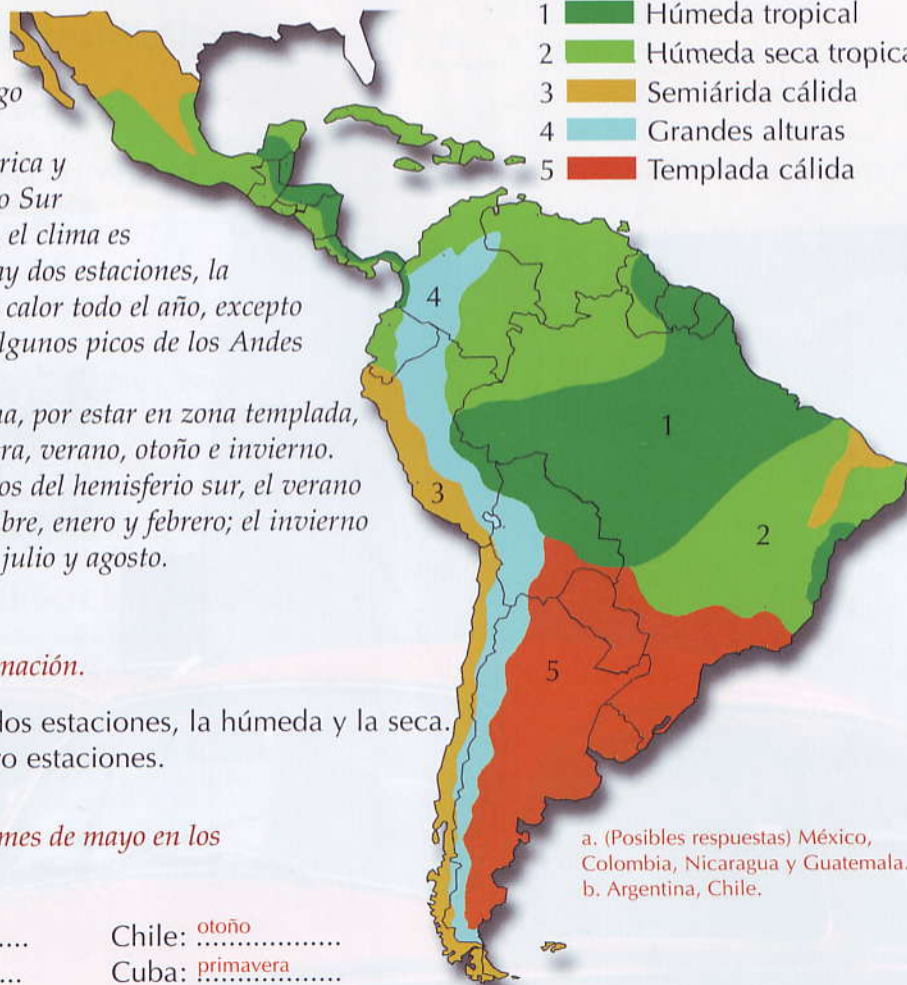 1 Húmeda tropical
2 Húmeda seca tropica
3 Semiárida cálida
4 Grandes alturas
5 Templada cálida
go
rica y
o Sur
el clima es
y dos estaciones, la
calor todo el año, except
lgunos picos de los Andes
na, por estar en zona templada,
ra, verano, otoño e invierno.
os del hemisferio sur, el verano
bre, enero y febrero; el invierno
julio y agosto.
4
1
3
2
5
nación.
dos estaciones, la húmeda y la seca.
ro estaciones.
mes de mayo en los
a. (Posibles respuestas) México,
Colombia, Nicaragua y Guatemala.
b. Argentina, Chile.
.... Chile: otoño ..................
... Cuba: primavera ..................